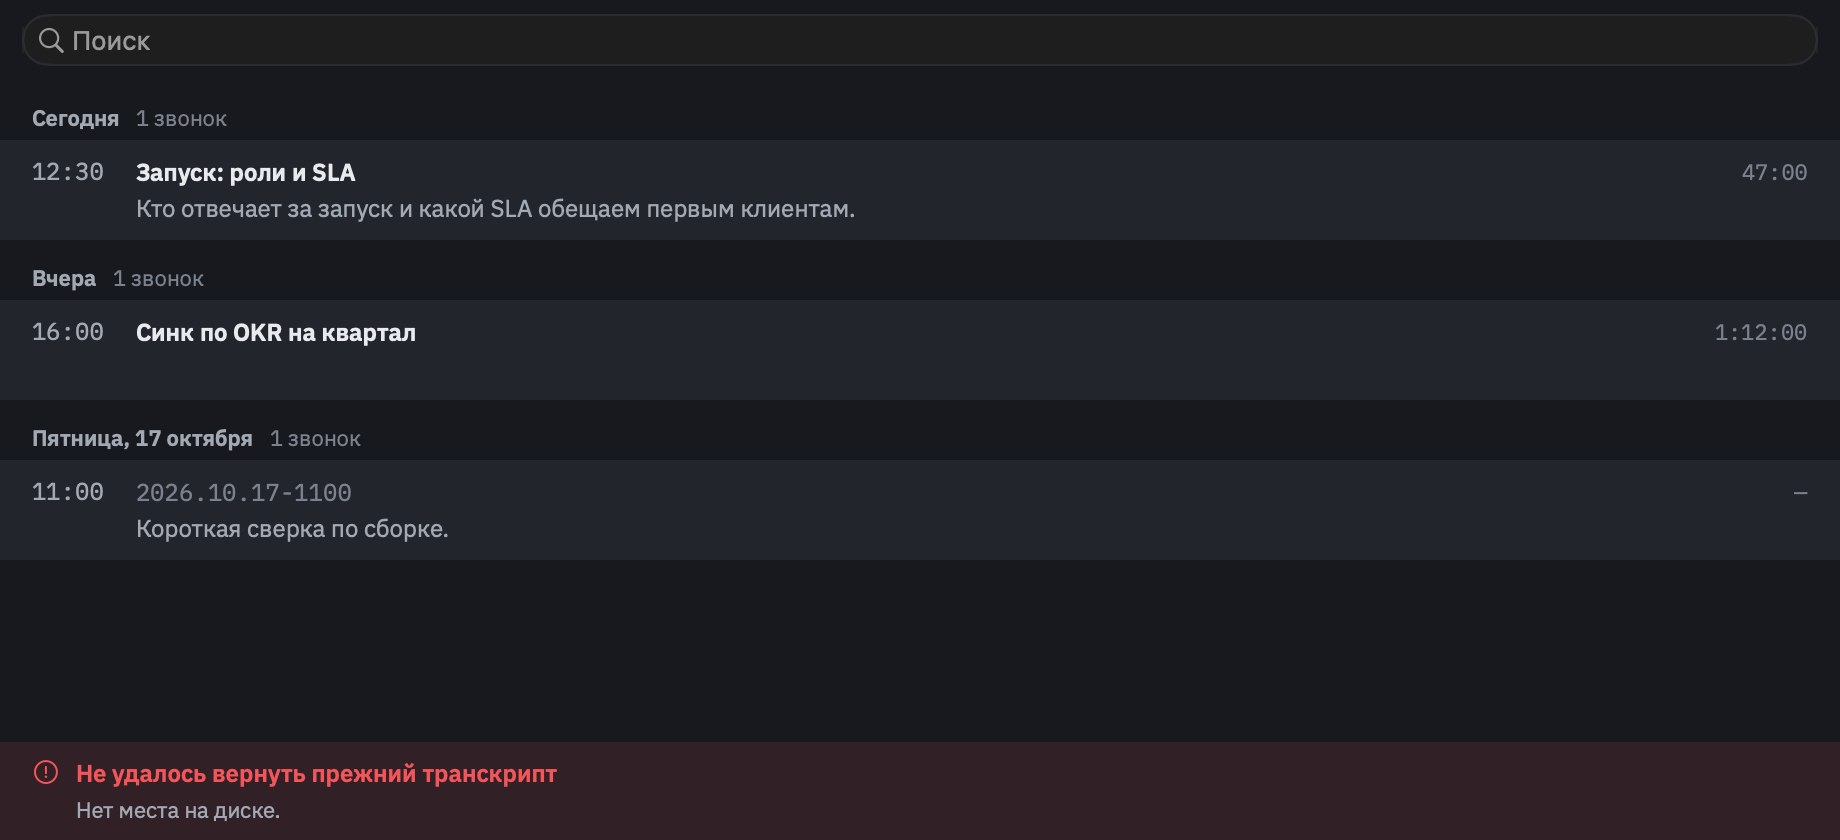 Поиск
Сегодня 1 звонок
12:30 Запуск: роли и SLA 47:00
Кто отвечает за запуск и какой SLA обещаем первым клиентам.
Вчера 1 звонок
16:00 Синк по OKR на квартал 1:12:00
Пятница, 17 октября 1 звонок
11:00 2026.10.17-1100 –
Короткая сверка по сборке.
Не удалось вернуть прежний транскрипт
Нет места на диске.